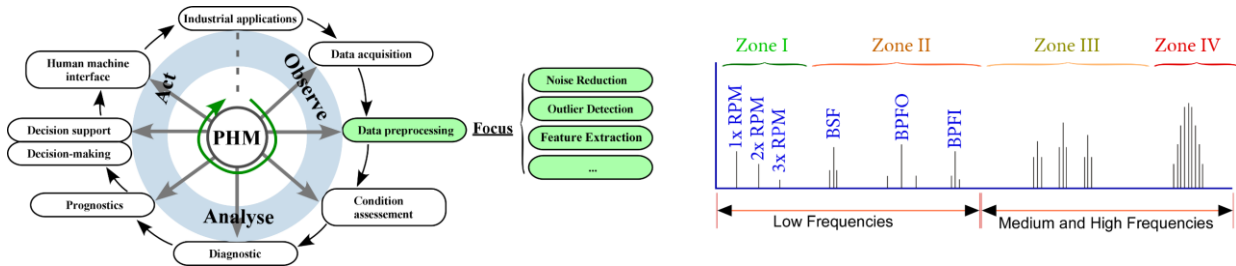 Industrial applications
Data acquisition
Human machine
interface
Act
Observe
Noise Reduction
Outlier Detection
Feature Extraction
...
Decision support
Decision-making
PHM
Data preprocessing
Focus
Prognostics
Analyse
Condition
assessement
Diagnostic
Zone I
Zone II
Zone III
Zone IV
1x RPM
2x RPM
3x RPM
BSF
BPFO
BPFI
Low Frequencies
Medium and High Frequencies